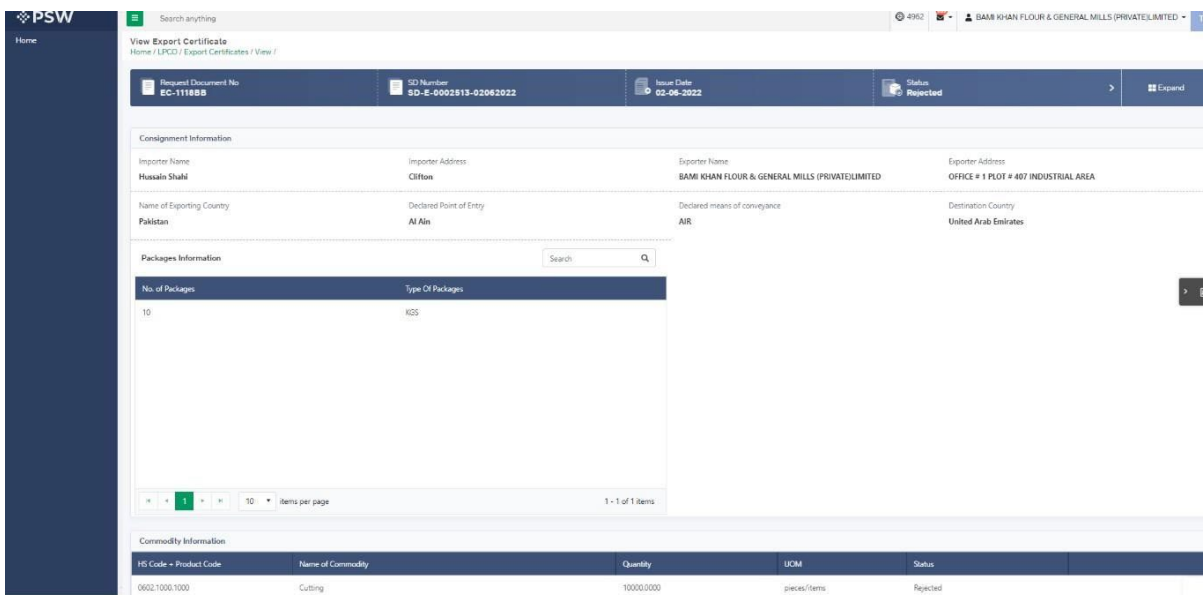 PSW
Search anything
4962
BAMI KHAN FLOUR & GENERAL MILLS (PRIVATE)LIMITED
Home
View Export Certificate
Home / LPCO / Export Certificates / View /
Request Document No
EC-1118BB
SD Number
SD-E-0002513-02062022
Issue Date
02-06-2022
Status
Rejected
Expand
Consignment Information
Importer Name
Importer Address
Exporter Name
Exporter Address
Hussain Shahi
Clifton
BAMI KHAN FLOUR & GENERAL MILLS (PRIVATE)LIMITED
OFFICE # 1 PLOT # 407 INDUSTRIAL AREA
Name of Exporting Country
Declared Point of Entry
Declared means of conveyance
Destination Country
Pakistan
Al Ain
AIR
United Arab Emirates
Packages Information
Search
No. of Packages
Type Of Packages
10
KGS
1
10
items per page
1 - 1 of 1 items
Commodity Information
HS Code + Product Code
Name of Commodity
Quantity
UOM
Status
0602.1000.1000
Cutting
10000.0000
pieces/items
Rejected